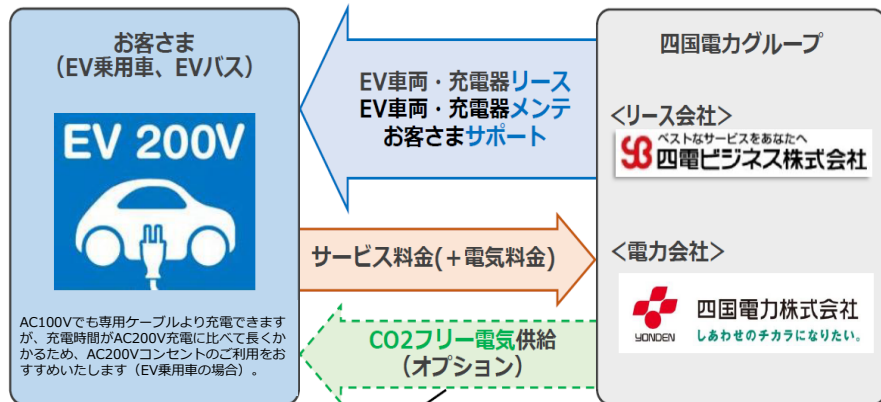 お客さま
(EV乗用車、EVバス)
EV 200V
AC100Vでも専用ケーブルより充電できます
が、充電時間がAC200V充電に比べて長くか
かるため、AC200Vコンセントのご利用をお
すすめいたします（EV乗用車の場合）。
EV車両・充電器リース
EV車両・充電器メンテ
お客さまサポート
サービス料金(+電気料金)
CO2フリー電気供給
（オプション）
四国電力グループ
<リース会社>
ベストなサービスをあなたへ
四電ビジネス株式会社
<電力会社>
YONDEN
四国電力株式会社
しあわせのチカラになりたい。